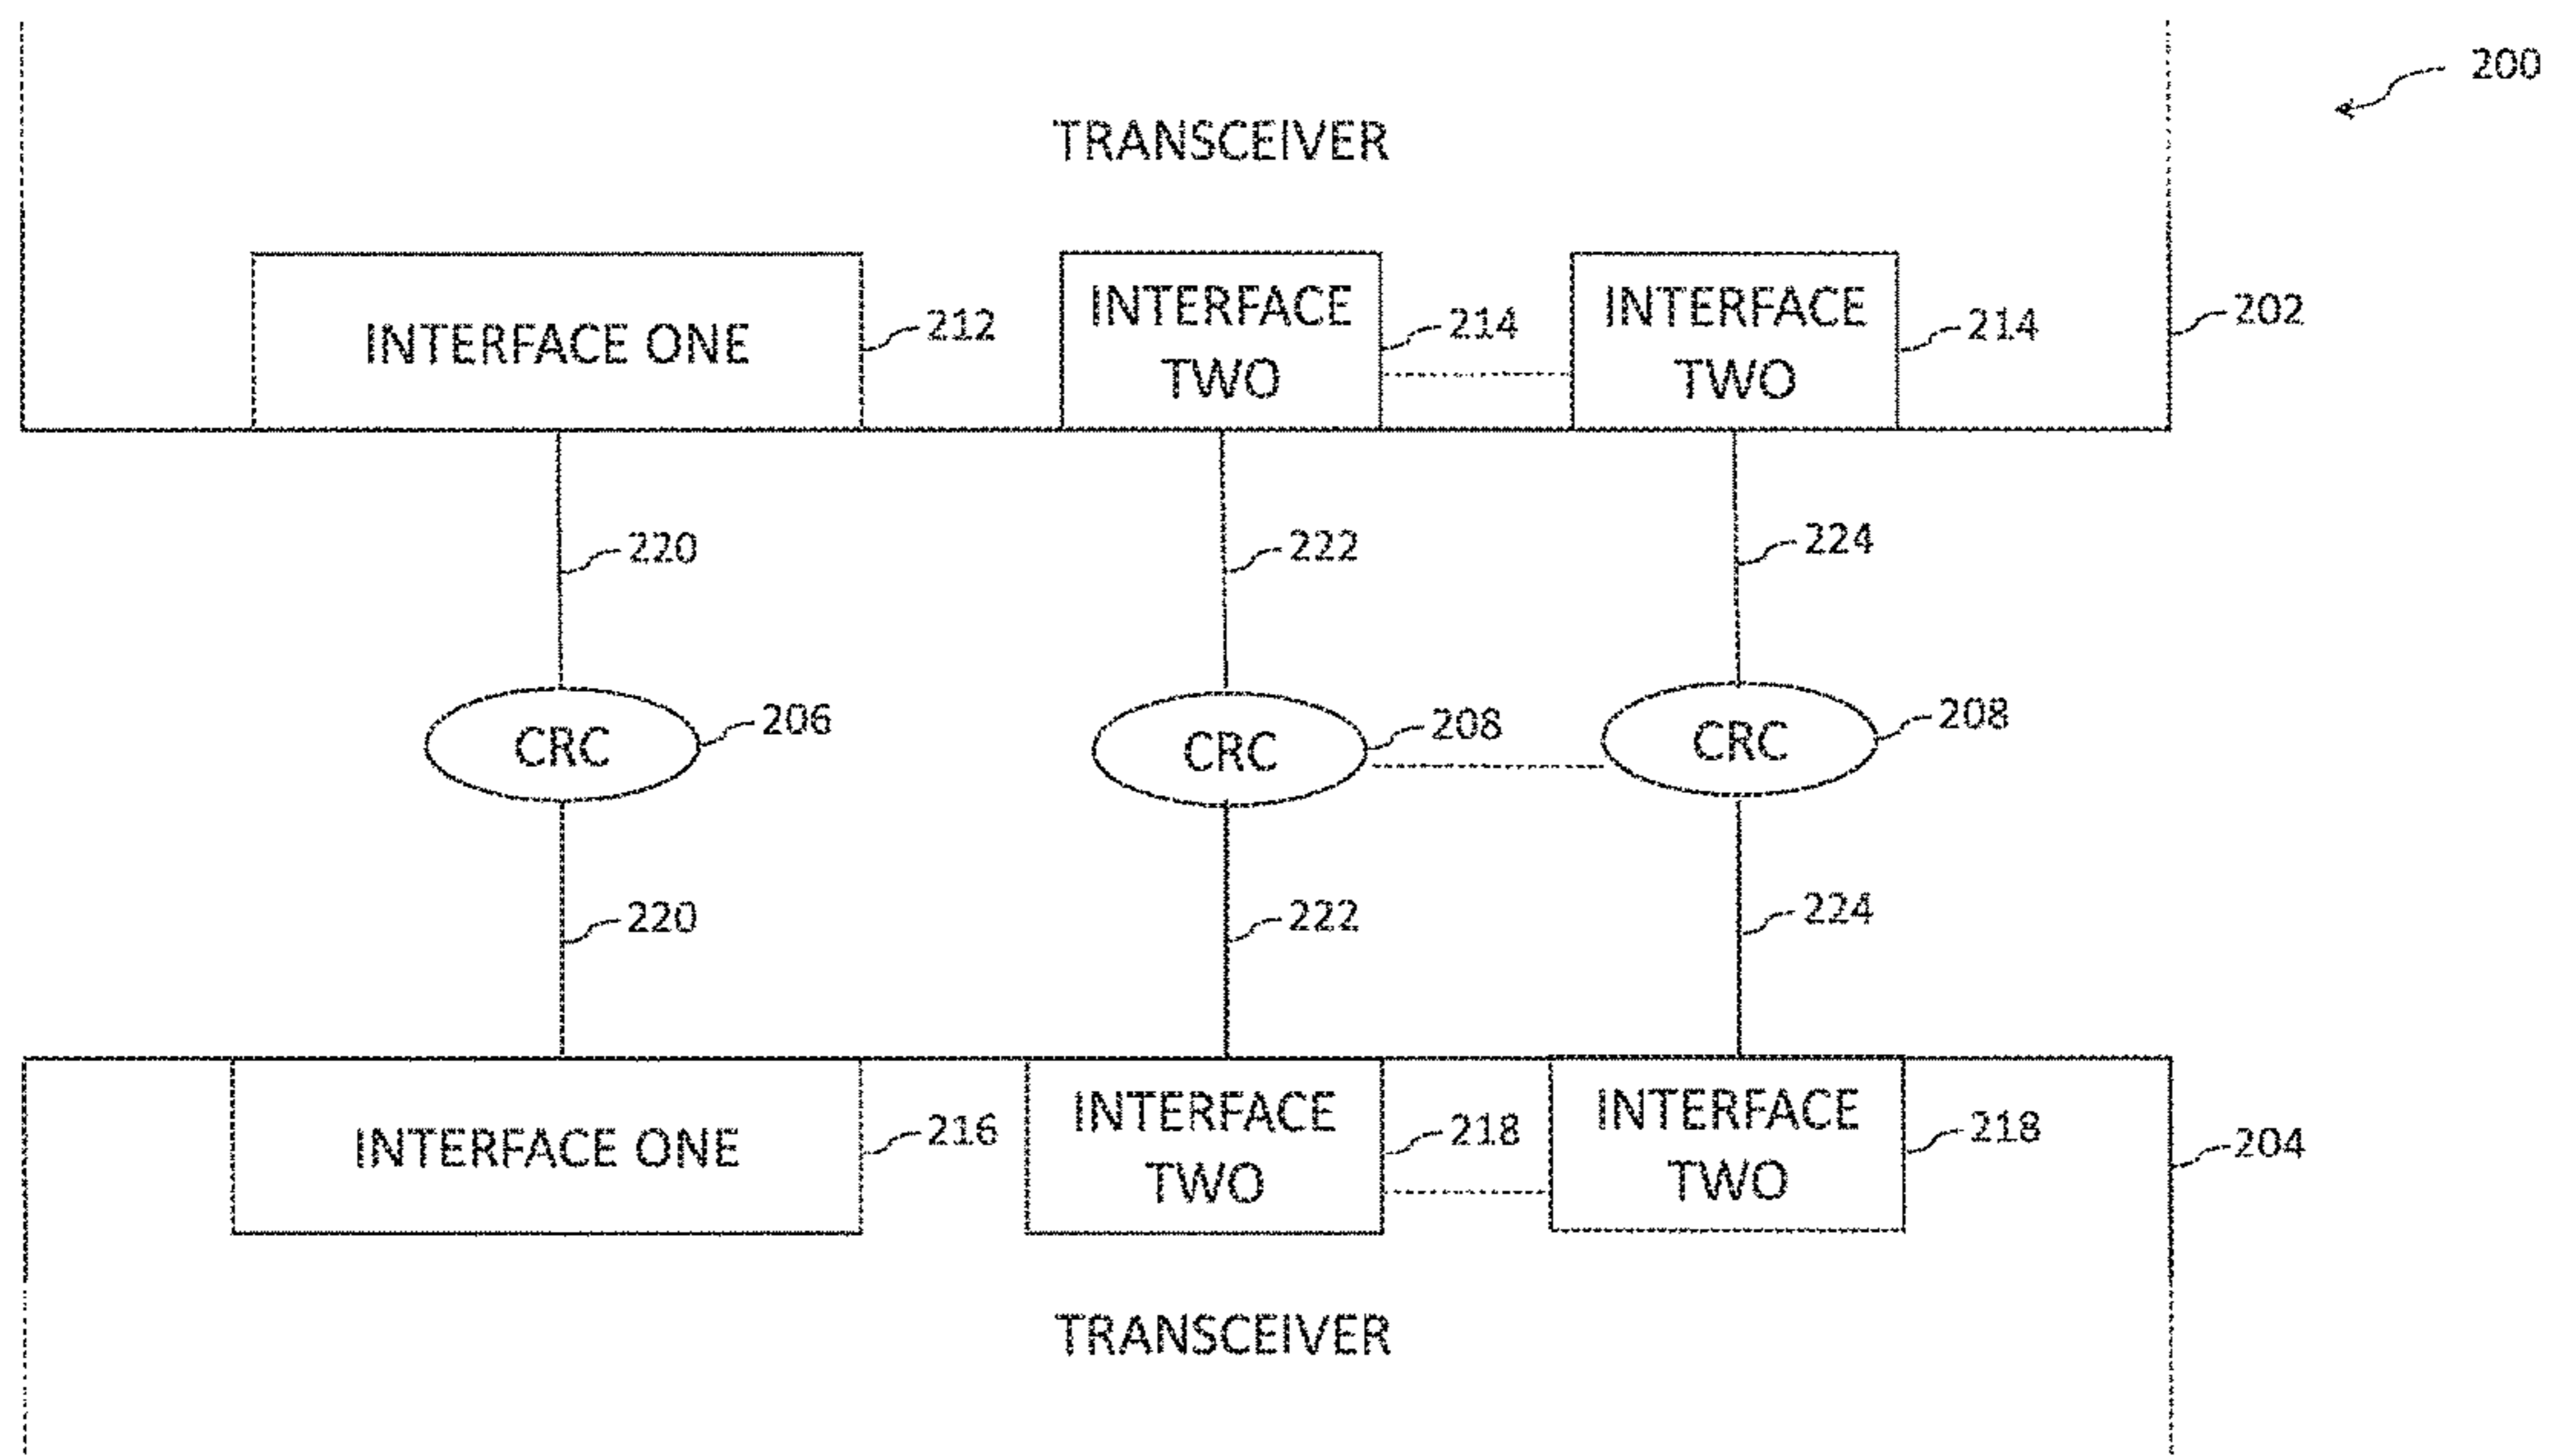 200
TRANSCEIVER
INTERFACE ONE
212
INTERFACE
TWO
214
INTERFACE
TWO
214
202
220
222
224
CRC
206
CRC
208
CRC
208
220
222
224
INTERFACE ONE
216
INTERFACE
TWO
218
INTERFACE
TWO
218
204
TRANSCEIVER